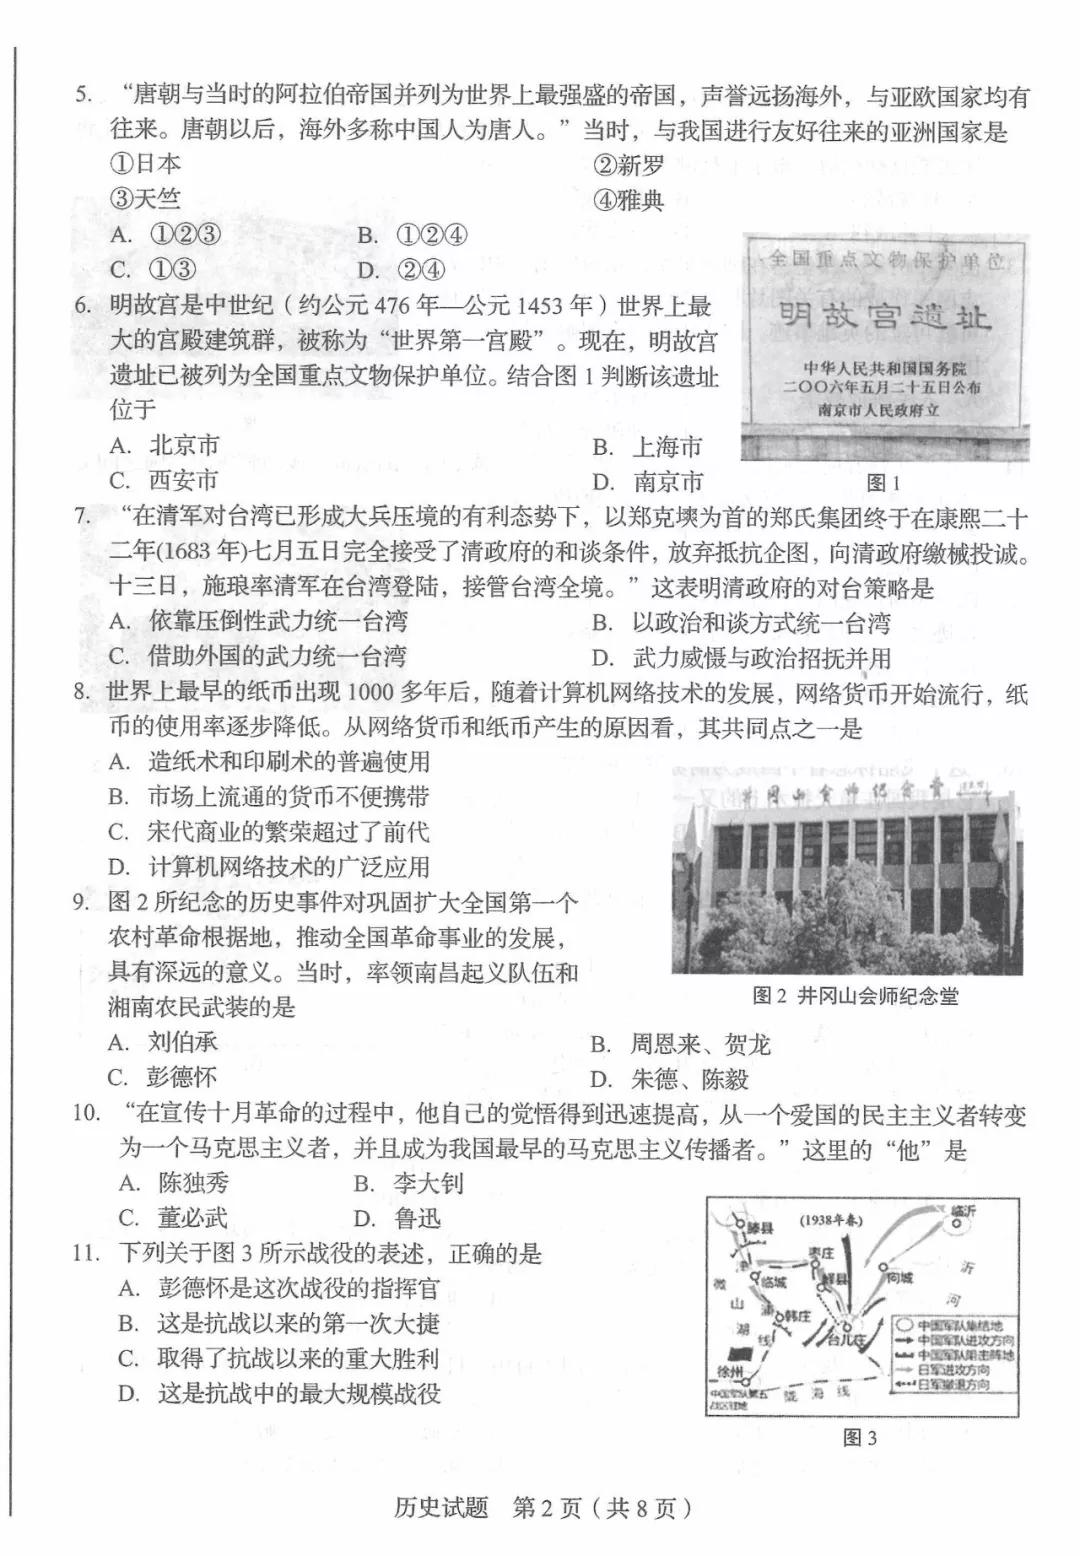 5. “唐朝与当时的阿拉伯帝国并列为世界上最强盛的帝国，声誉远扬海外，与亚欧国家均有
往来。唐朝以后，海外多称中国人为唐人。”当时，与我国进行友好往来的亚洲国家是
①日本 ②新罗
③天竺 ④雅典
A. ①②③ B. ①②④
C. ①③ D. ②④
全国重点文物保护单位
明故宫遗址
中华人民共和国国务院
二〇〇六年五月二十五日公布
南京市人民政府立
图 1
6. 明故宫是中世纪（约公元 476 年—公元 1453 年）世界上最
大的宫殿建筑群，被称为“世界第一宫殿”。现在，明故宫
遗址已被列为全国重点文物保护单位。结合图 1 判断该遗址
位于
A. 北京市 B. 上海市
C. 西安市 D. 南京市
7. “在清军对台湾已形成大兵压境的有利态势下，以郑克塽为首的郑氏集团终于在康熙二十
二年(1683 年)七月五日完全接受了清政府的和谈条件，放弃抵抗企图，向清政府缴械投诚。
十三日，施琅率清军在台湾登陆，接管台湾全境。”这表明清政府的对台策略是
A. 依靠压倒性武力统一台湾 B. 以政治和谈方式统一台湾
C. 借助外国的武力统一台湾 D. 武力威慑与政治招抚并用
8. 世界上最早的纸币出现 1000 多年后，随着计算机网络技术的发展，网络货币开始流行，纸
币的使用率逐步降低。从网络货币和纸币产生的原因看，其共同点之一是
A. 造纸术和印刷术的普遍使用
B. 市场上流通的货币不便携带
C. 宋代商业的繁荣超过了前代
D. 计算机网络技术的广泛应用
图 2 井冈山会师纪念堂
9. 图 2 所纪念的历史事件对巩固扩大全国第一个
农村革命根据地，推动全国革命事业的发展，
具有深远的意义。当时，率领南昌起义队伍和
湘南农民武装的是
A. 刘伯承 B. 周恩来、贺龙
C. 彭德怀 D. 朱德、陈毅
10. “在宣传十月革命的过程中，他自己的觉悟得到迅速提高，从一个爱国的民主主义者转变
为一个马克思主义者，并且成为我国最早的马克思主义传播者。”这里的“他”是
A. 陈独秀 B. 李大钊
C. 董必武 D. 鲁迅
11. 下列关于图 3 所示战役的表述，正确的是
A. 彭德怀是这次战役的指挥官
B. 这是抗战以来的第一次大捷
C. 取得了抗战以来的重大胜利
D. 这是抗战中的最大规模战役
(1938年春)
滕县
临沂
枣庄
临城
峄县
向城
沂
河
微
山
湖
津
浦
线
韩庄
台儿庄
徐州
中国军队第五
战区驻地
陇 海 线
中国军队集结地
中国军队进攻方向
中国军队阻击阵地
日军进攻方向
日军撤退方向
图 3
历史试题 第 2 页（共 8 页）